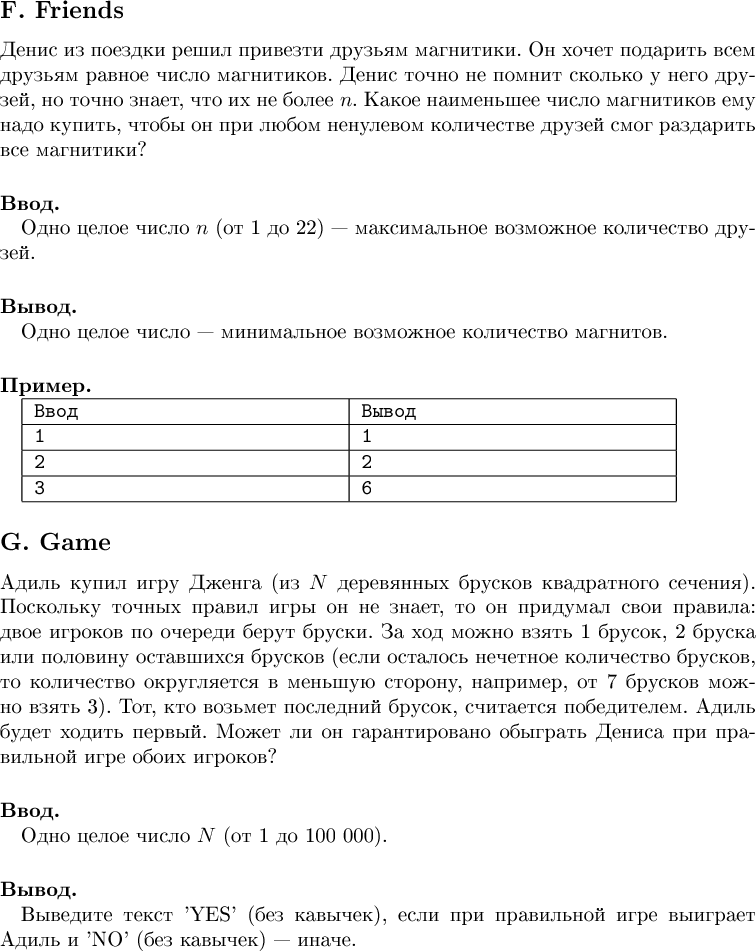 F. Friends
Денис из поездки решил привезти друзьям магнитики. Он хочет подарить всем
друзьям равное число магнитиков. Денис точно не помнит сколько у него дру-
зей, но точно знает, что их не более n. Какое наименьшее число магнитиков ему
надо купить, чтобы он при любом ненулевом количестве друзей смог раздарить
все магнитики?
Ввод.
Одно целое число n (от 1 до 22) — максимальное возможное количество дру-
зей.
Вывод.
Одно целое число — минимальное возможное количество магнитов.
Пример.
Ввод Вывод
1 1
2 2
3 6
G. Game
Адиль купил игру Дженга (из N деревянных брусков квадратного сечения).
Поскольку точных правил игры он не знает, то он придумал свои правила:
двое игроков по очереди берут бруски. За ход можно взять 1 брусок, 2 бруска
или половину оставшихся брусков (если осталось нечетное количество брусков,
то количество округляется в меньшую сторону, например, от 7 брусков мож-
но взять 3). Тот, кто возьмет последний брусок, считается победителем. Адиль
будет ходить первый. Может ли он гарантировано обыграть Дениса при пра-
вильной игре обоих игроков?
Ввод.
Одно целое число N (от 1 до 100 000).
Вывод.
Выведите текст 'YES' (без кавычек), если при правильной игре выиграет
Адиль и 'NO' (без кавычек) — иначе.